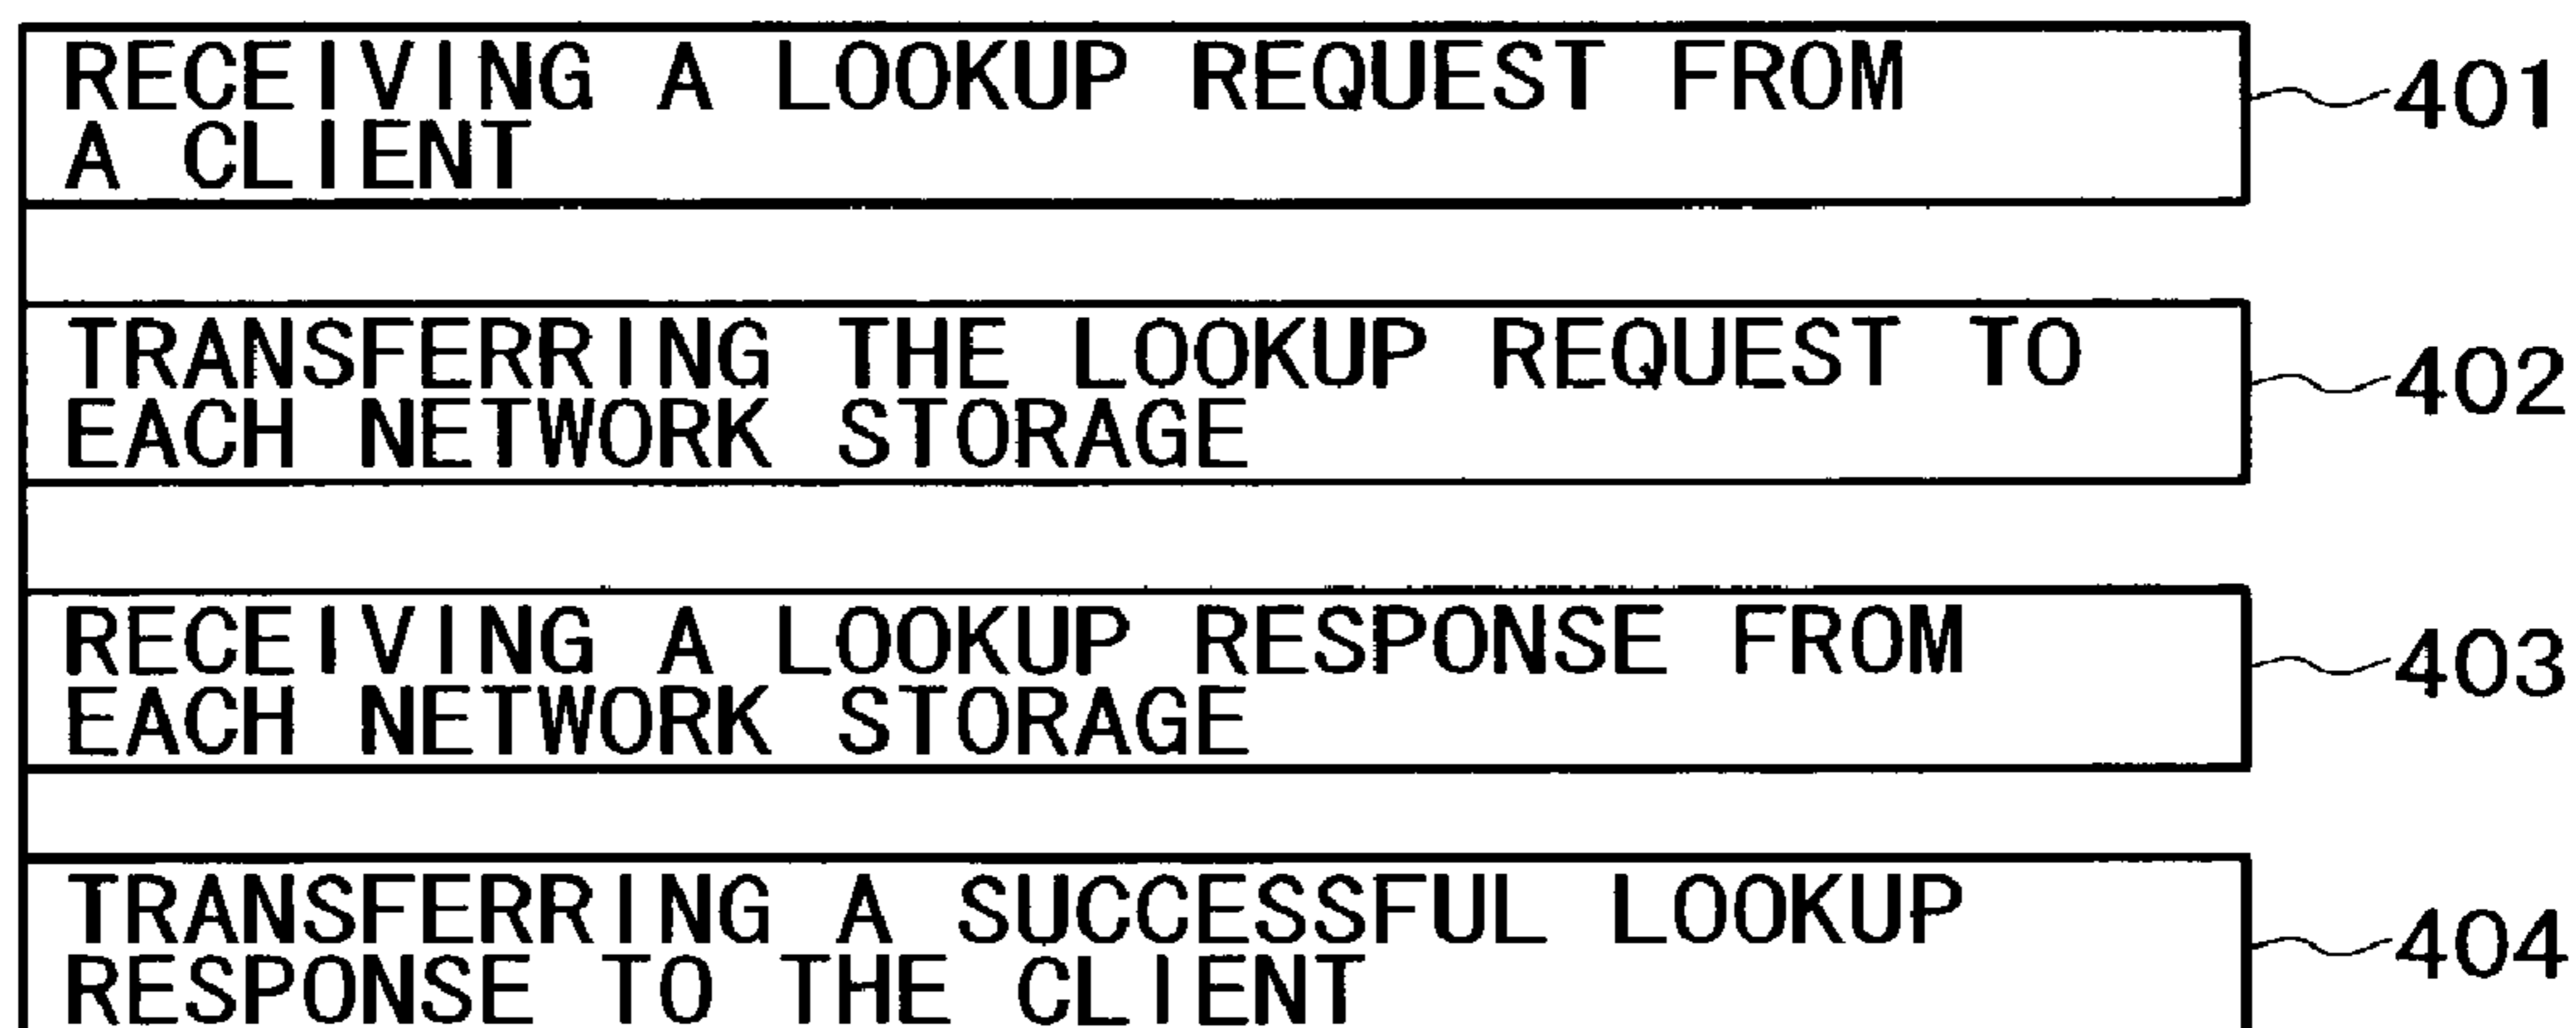 RECEIVING A LOOKUP REQUEST FROM
A CLIENT
401
TRANSFERRING THE LOOKUP REQUEST TO
EACH NETWORK STORAGE
402
RECEIVING A LOOKUP RESPONSE FROM
EACH NETWORK STORAGE
403
TRANSFERRING A SUCCESSFUL LOOKUP
RESPONSE TO THE CLIENT
404